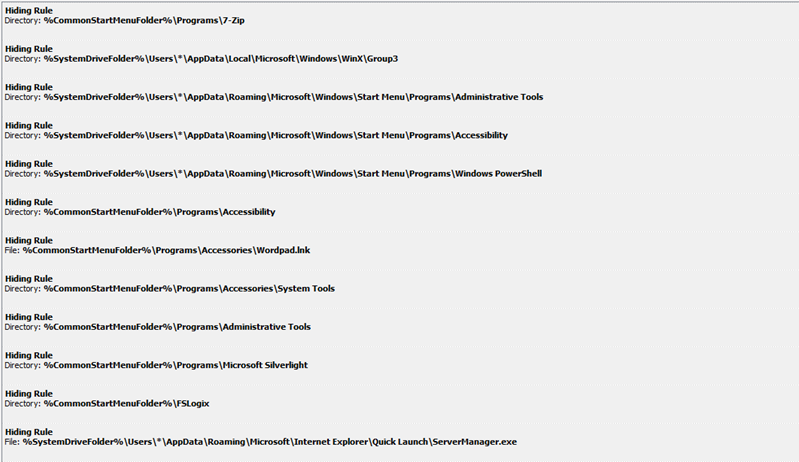 Hiding Rule
Directory: %CommonStartMenuFolder%\Programs\7-Zip
Hiding Rule
Directory: %SystemDriveFolder%\Users\*\AppData\Local\Microsoft\Windows\WinX\Group3
Hiding Rule
Directory: %SystemDriveFolder%\Users\*\AppData\Roaming\Microsoft\Windows\Start Menu\Programs\Administrative Tools
Hiding Rule
Directory: %SystemDriveFolder%\Users\*\AppData\Roaming\Microsoft\Windows\Start Menu\Programs\Accessibility
Hiding Rule
Directory: %SystemDriveFolder%\Users\*\AppData\Roaming\Microsoft\Windows\Start Menu\Programs\Windows PowerShell
Hiding Rule
Directory: %CommonStartMenuFolder%\Programs\Accessibility
Hiding Rule
File: %CommonStartMenuFolder%\Programs\Accessories\Wordpad.lnk
Hiding Rule
Directory: %CommonStartMenuFolder%\Programs\Accessories\System Tools
Hiding Rule
Directory: %CommonStartMenuFolder%\Programs\Administrative Tools
Hiding Rule
Directory: %CommonStartMenuFolder%\Programs\Microsoft Silverlight
Hiding Rule
Directory: %CommonStartMenuFolder%\FSLogix
Hiding Rule
File: %SystemDriveFolder%\Users\*\AppData\Roaming\Microsoft\Internet Explorer\Quick Launch\ServerManager.exe